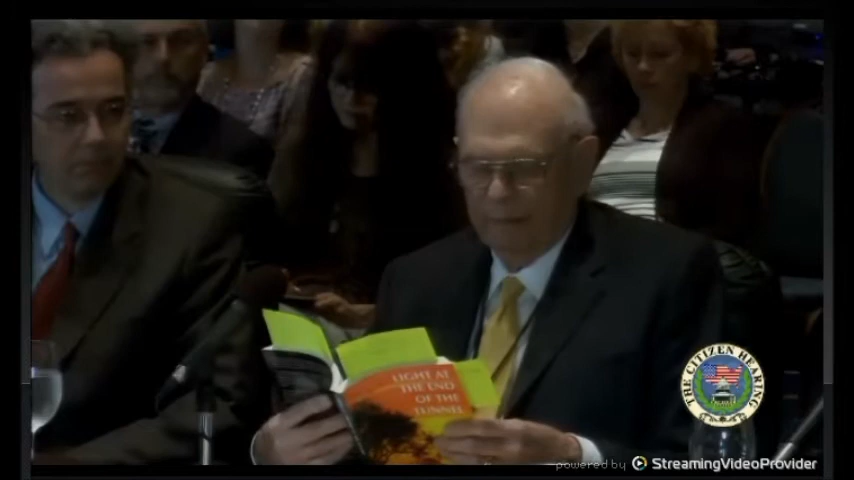 LIGHT AT
THE END
OF THE
TUNNEL
THE CITIZEN HEARING
powered by StreamingVideoProvider